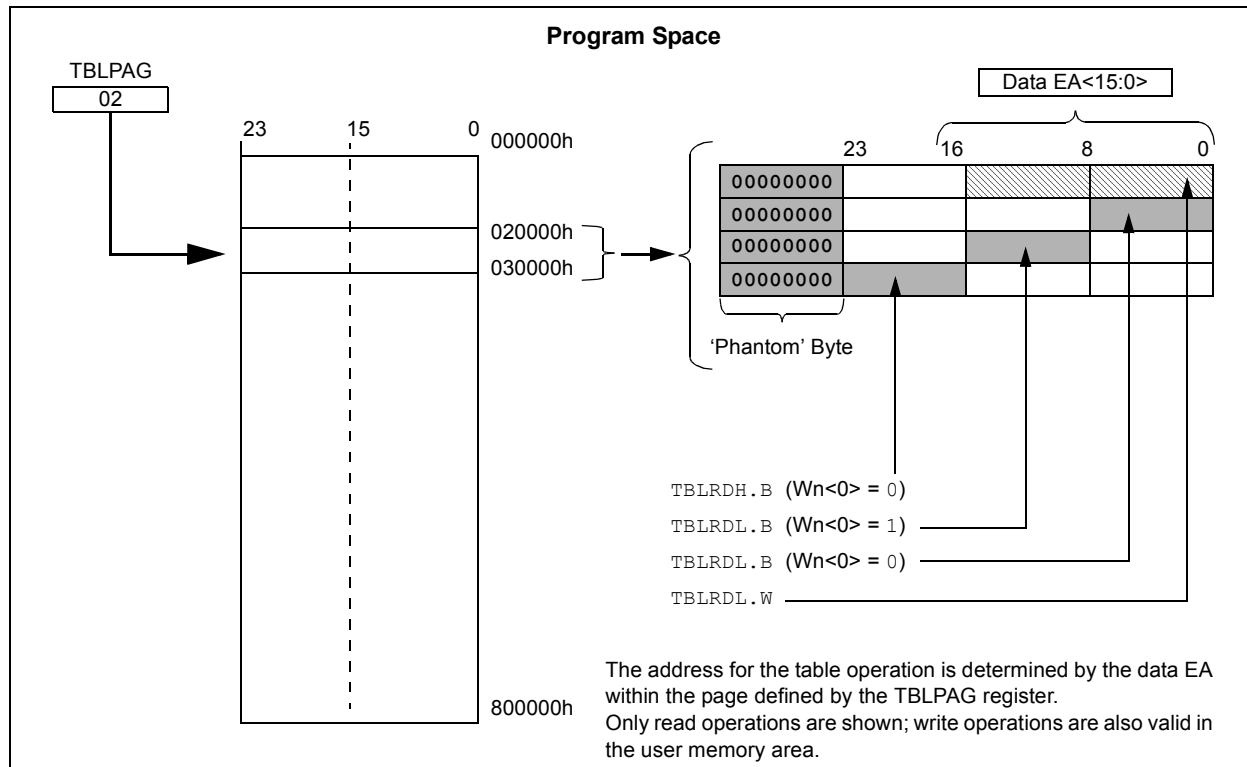 Program Space
TBLPAG
02
Data EA<15:0>
23 15 0
000000h
020000h
030000h
800000h
23 16 8 0
00000000
00000000
00000000
00000000
‘Phantom’ Byte
TBLRDH.B (Wn<0> = 0)
TBLRDL.B (Wn<0> = 1)
TBLRDL.B (Wn<0> = 0)
TBLRDL.W
The address for the table operation is determined by the data EA
within the page defined by the TBLPAG register.
Only read operations are shown; write operations are also valid in
the user memory area.